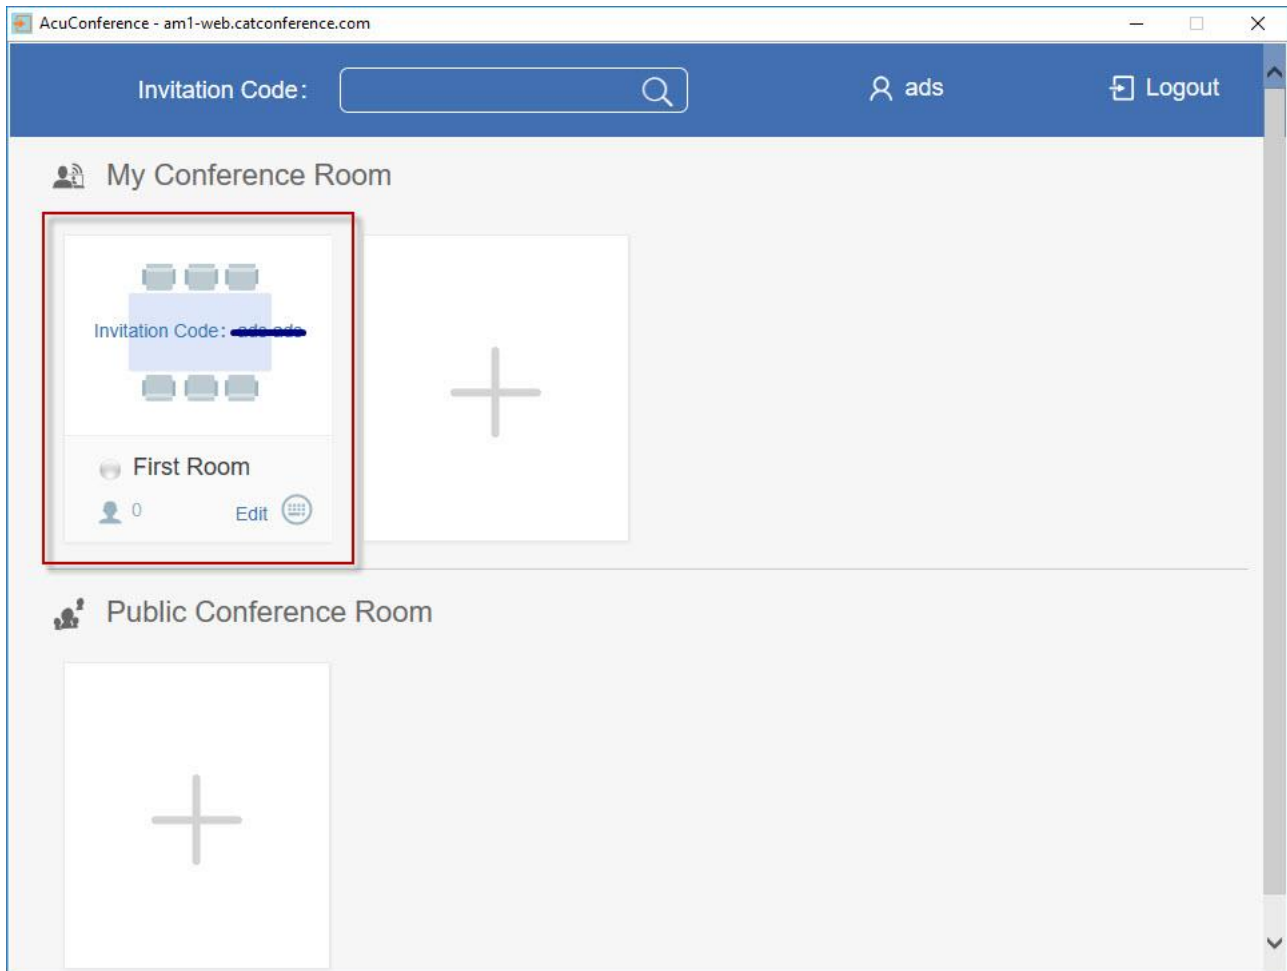 AcuConference - am1-web.catconference.com
Invitation Code:
ads
Logout
My Conference Room
Invitation Code:
First Room
0
Edit
Public Conference Room